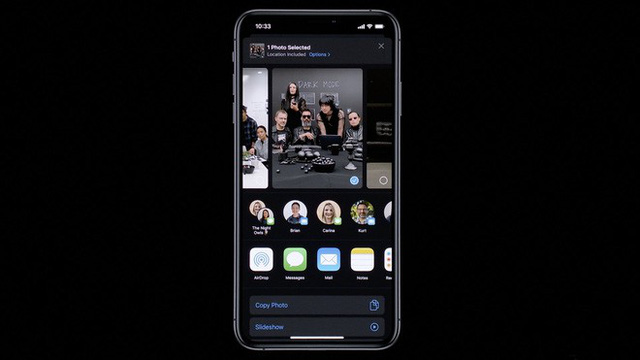 10:33
1 Photo Selected
Location Included Options >
DARK MODE
The Night
Owls
Brian
Carina
Kurt
AirDrop
Messages
Mail
Notes
Copy Photo
Slideshow